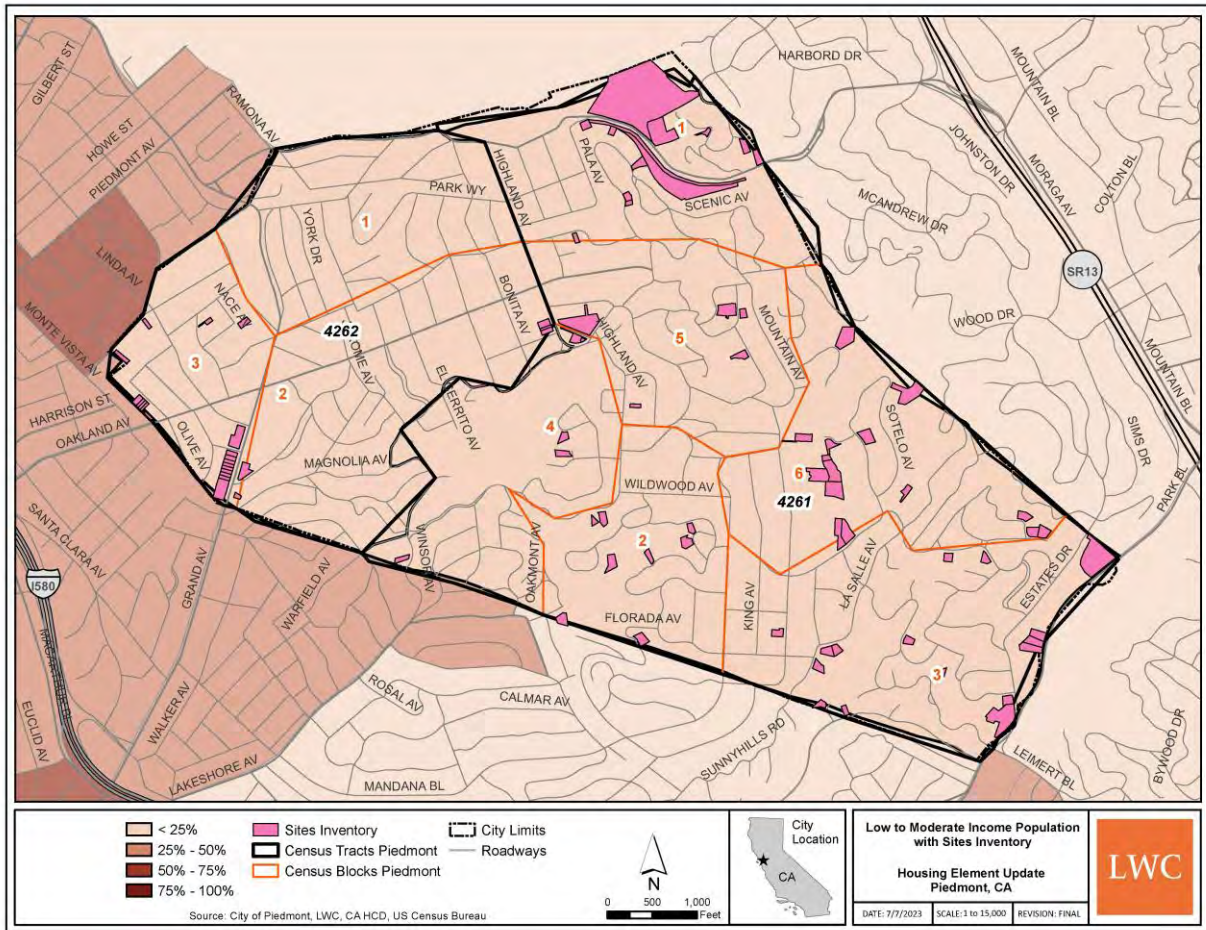 GILBERT ST
HOWE ST
PIEDMONT AV
RAMONA AV
HARBORD DR
MOUNTAIN BL
JOHNSTON DR
MORAGA AV
COLTON BL
MCANDREW DR
SR13
WOOD DR
MOUNTAIN BL
SIMS DR
PARK BL
1
PALA AV
HIGHLAND AV
PARK WY
SCENIC AV
1
YORK DR
LINDA AV
NACE AV
BONITA AV
MONTE VISTA AV
4262
HIGHLAND AV
5
MOUNTAIN AV
3
2
EL CERRITO AV
HARRISON ST
OAKLAND AV
OLIVE AV
4
SOTELO AV
MAGNOLIA AV
WILDWOOD AV
6
4261
SANTA CLARA AV
WINSOR AV
OAKMONT AV
2
LA SALLE AV
ESTATES DR
I580
GRAND AV
WARFIELD AV
FLORADA AV
KING AV
3
ROSAL AV
CALMAR AV
EUCLID AV
WALKER AV
SUNNYHILLS RD
LEIMERT BL
BYWOOD DR
LAKESHORE AV
MANDANA BL
< 25%
25% - 50%
50% - 75%
75% - 100%
Sites Inventory
Census Tracts Piedmont
Census Blocks Piedmont
City Limits
Roadways
N
0 500 1,000
Feet
Source: City of Piedmont, LWC, CA HCD, US Census Bureau
City
Location
CA
Low to Moderate Income Population
with Sites Inventory
Housing Element Update
Piedmont, CA
DATE: 7/7/2023
SCALE: 1 to 15,000
REVISION: FINAL
LWC